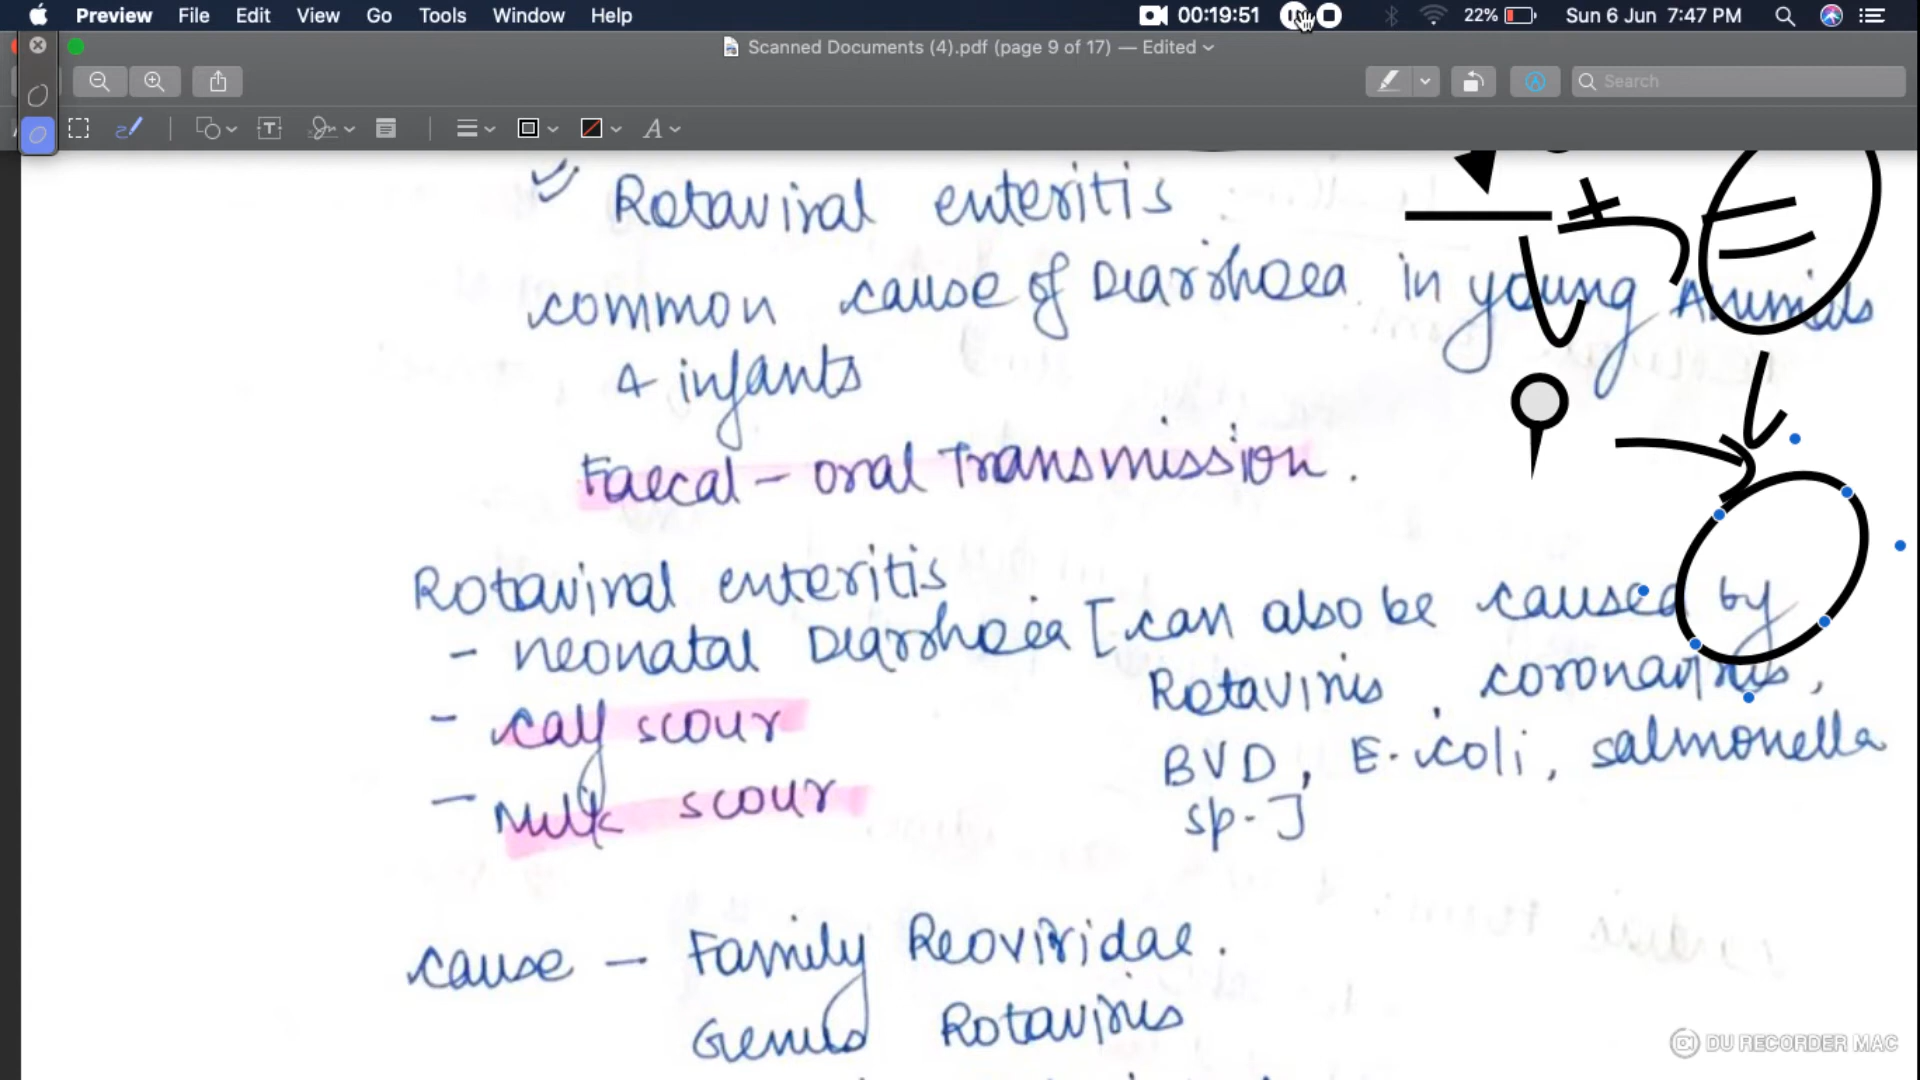 Preview File Edit View Go Tools Window Help 00:19:51 22% Sun 6 Jun 7:47 PM
Scanned Documents (4).pdf (page 9 of 17) — Edited
Search
Rotaviral enteritis
common cause of Diarrhoea in young Animals
& infants
Faecal - oral Transmission.
Rotaviral enteritis
- neonatal Diarrhoea [can also be caused by
Rotavirus, coronavirus,
BVD, E. coli, salmonella
sp.]
- calf scour
- Milk scour
cause - Family Reoviridae.
Genus Rotavirus
DU RECORDER MAC